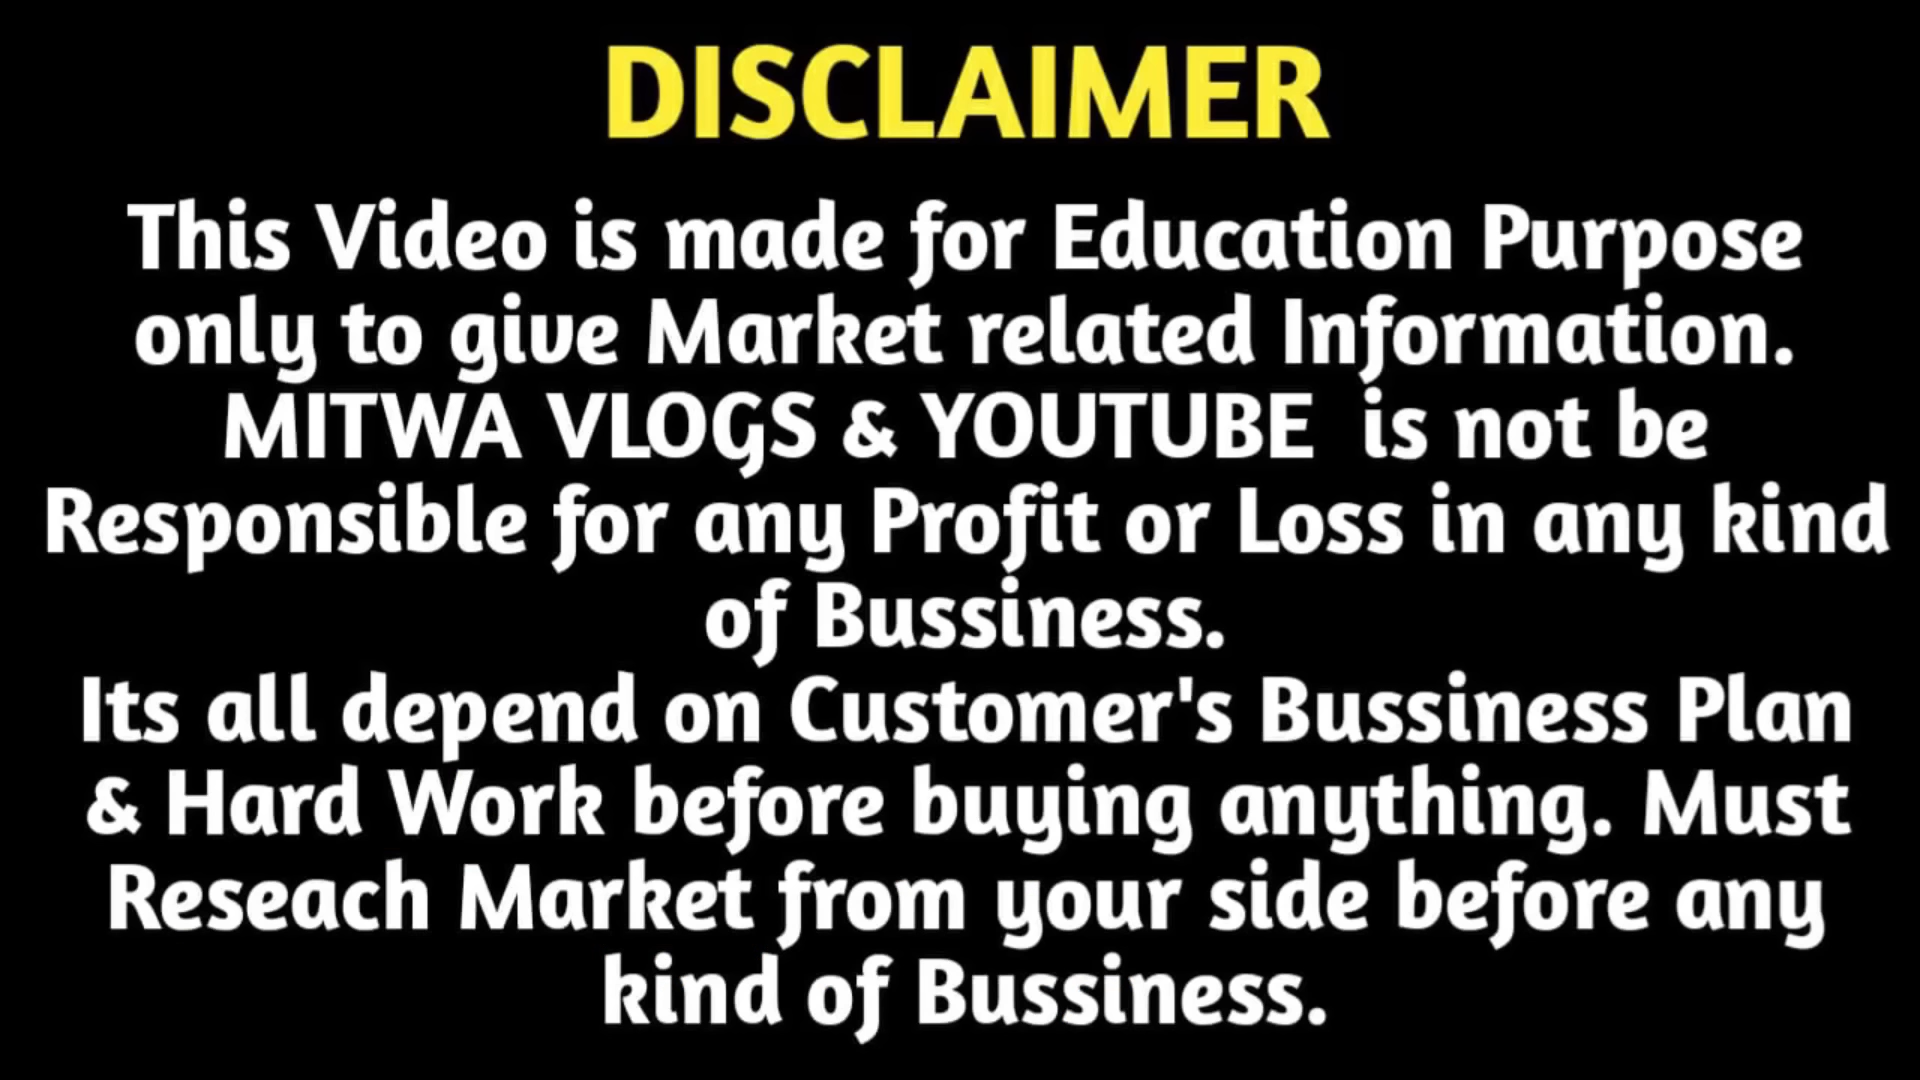 DISCLAIMER
This Video is made for Education Purpose
only to give Market related Information.
MITWA VLOGS & YOUTUBE is not be
Responsible for any Profit or Loss in any kind
of Bussiness.
Its all depend on Customer's Bussiness Plan
& Hard Work before buying anything. Must
Reseach Market from your side before any
kind of Bussiness.